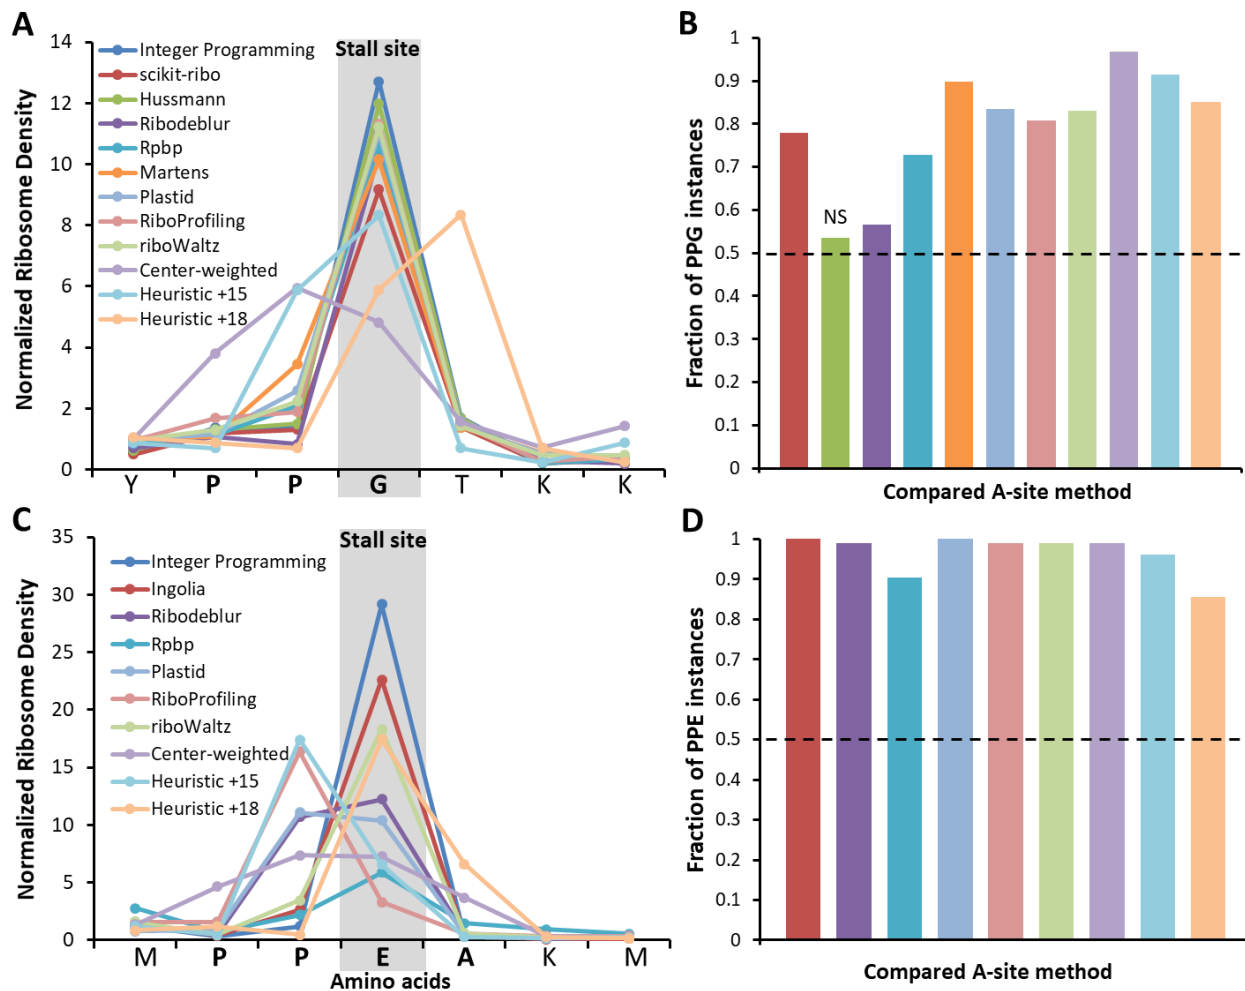 A
Normalized Ribosome Density
14
12
10
8
6
4
2
0
Integer Programming
scikit-ribo
Hussmann
Ribodeblur
Rpbp
Martens
Plastid
RiboProfiling
riboWaltz
Center-weighted
Heuristic +15
Heuristic +18
Stall site
Y P P G T K K
B
Fraction of PPG instances
1
0.9
0.8
0.7
0.6
0.5
0.4
0.3
0.2
0.1
0
NS
Compared A-site method
C
Normalized Ribosome Density
35
30
25
20
15
10
5
0
Integer Programming
Ingolia
Ribodeblur
Rpbp
Plastid
RiboProfiling
riboWaltz
Center-weighted
Heuristic +15
Heuristic +18
Stall site
M P P E A K M
Amino acids
D
Fraction of PPE instances
1
0.9
0.8
0.7
0.6
0.5
0.4
0.3
0.2
0.1
0
Compared A-site method